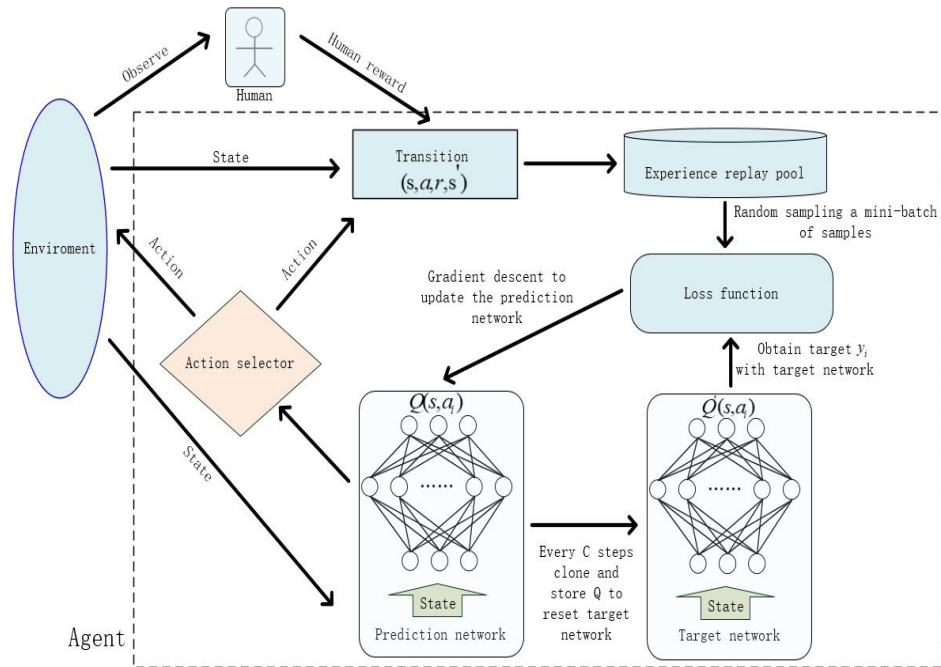 Observe
Human reward
Human
State
Transition
(s,a,r,s')
Experience replay pool
Random sampling a mini-batch
of samples
Enviroment
Action
Action
Gradient descent to
update the prediction
network
Loss function
Action selector
Obtain target yᵢ
with target network
Q(s,aᵢ)
Q'(s,aᵢ)
......
......
State
Every C steps
clone and
store Q to
reset target
network
State
State
Prediction network
Target network
Agent